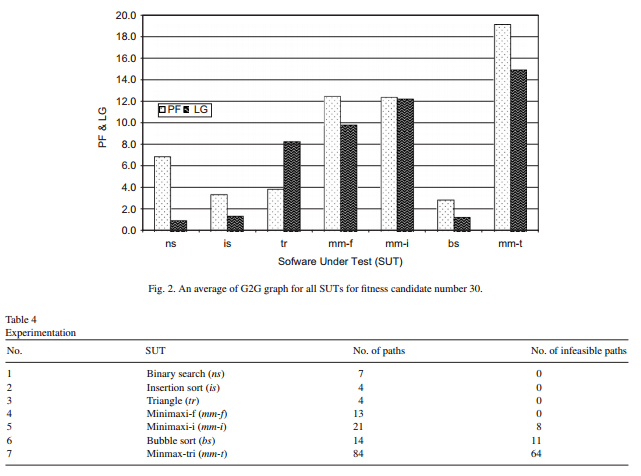 20.0
18.0
16.0
14.0
12.0
10.0
8.0
6.0
4.0
2.0
0.0
PF & LG
PF LG
ns is tr mm-f mm-i bs mm-t
Sofware Under Test (SUT)
Fig. 2. An average of G2G graph for all SUTs for fitness candidate number 30.
Table 4
Experimentation
No. SUT No. of paths No. of infeasible paths
1 Binary search (ns) 7 0
2 Insertion sort (is) 4 0
3 Triangle (tr) 4 0
4 Minimaxi-f (mm-f) 13 0
5 Minimaxi-i (mm-i) 21 8
6 Bubble sort (bs) 14 11
7 Minmax-tri (mm-t) 84 64